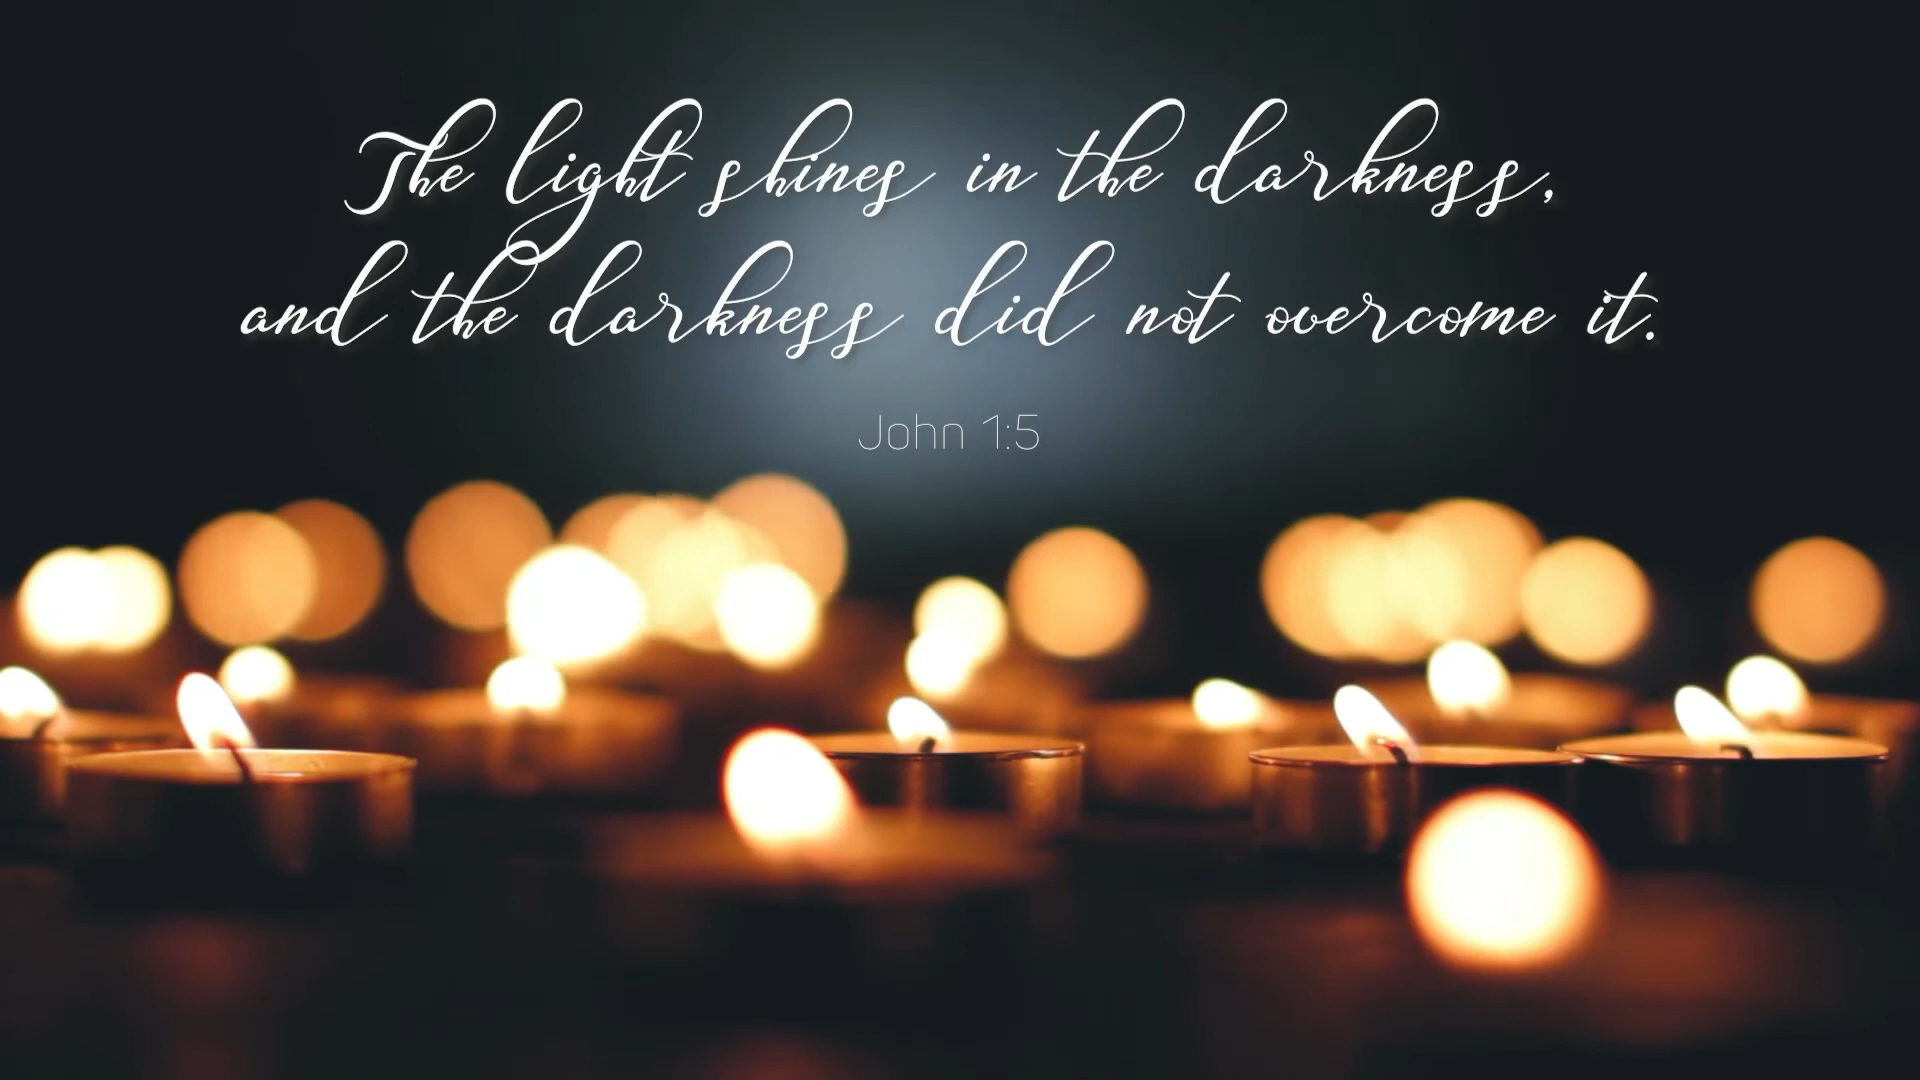 The light shines in the darkness,
and the darkness did not overcome it.
John 1:5